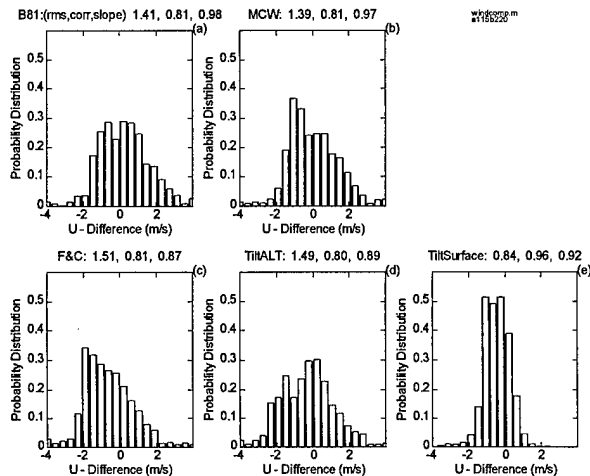 B81:(rms,corr,slope) 1.41, 0.81, 0.98
(a)
Probability Distribution
0.5
0.4
0.3
0.2
0.1
0
-4 -2 0 2
U - Difference (m/s)
MCW: 1.39, 0.81, 0.97
(b)
Probability Distribution
0.5
0.4
0.3
0.2
0.1
0
-4 -2 0 2
U - Difference (m/s)
windcomp.m
F&C: 1.51, 0.81, 0.87
(c)
Probability Distribution
0.5
0.4
0.3
0.2
0.1
0
-4 -2 0 2
U - Difference (m/s)
TiltALT: 1.49, 0.80, 0.89
(d)
Probability Distribution
0.5
0.4
0.3
0.2
0.1
0
-4 -2 0 2
U - Difference (m/s)
TiltSurface: 0.84, 0.96, 0.92
(e)
Probability Distribution
0.5
0.4
0.3
0.2
0.1
0
-4 -2 0 2
U - Difference (m/s)